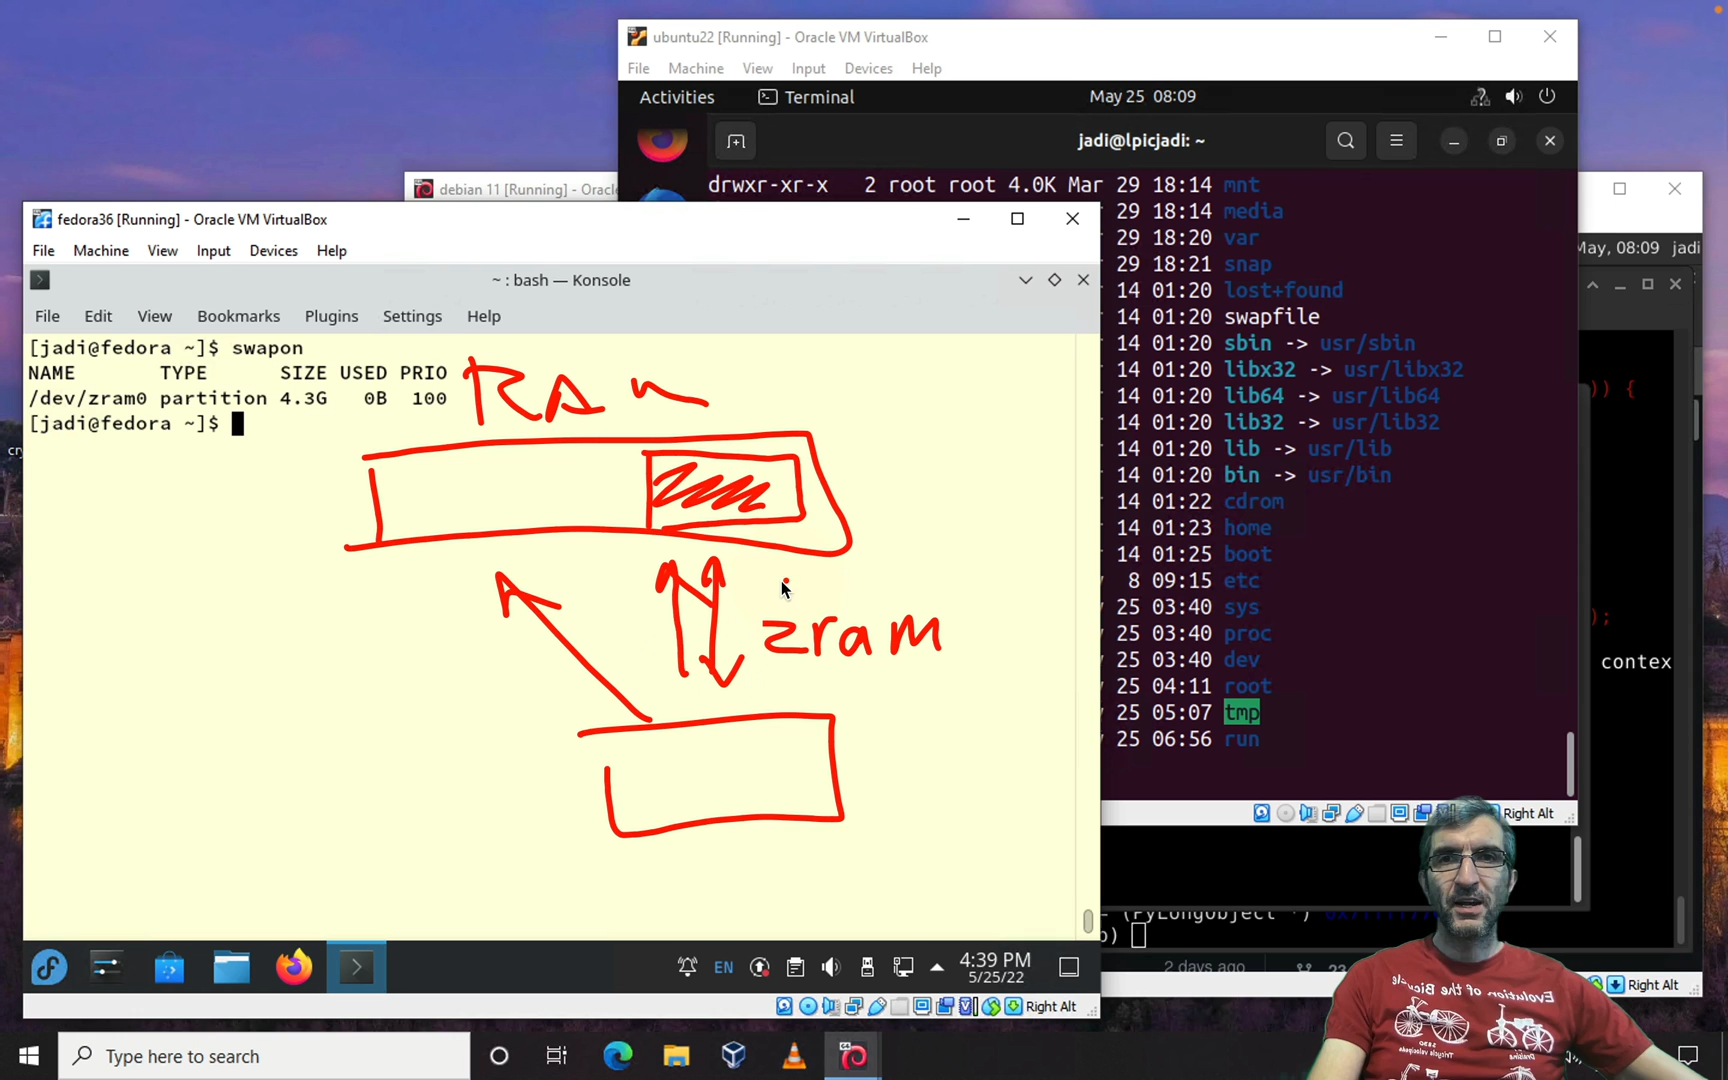 ubuntu22 [Running] - Oracle VM VirtualBox
File Machine View Input Devices Help
Activities Terminal May 25 08:09
jadi@lpicjadi: ~
drwxr-xr-x 2 root root 4.0K Mar 29 18:14 mnt
29 18:14 media
29 18:20 var
29 18:21 snap
14 01:20 lost+found
14 01:20 swapfile
14 01:20 sbin -> usr/sbin
14 01:20 libx32 -> usr/libx32
14 01:20 lib64 -> usr/lib64
14 01:20 lib32 -> usr/lib32
14 01:20 lib -> usr/lib
14 01:20 bin -> usr/bin
14 01:22 cdrom
14 01:23 home
14 01:25 boot
8 09:15 etc
25 03:40 sys
25 03:40 proc
25 03:40 dev
25 04:11 root
25 05:07 tmp
25 06:56 run
Right Alt
debian 11 [Running] - Oracle
May, 08:09 jadi
) {
);
contex
(PyLongObject *)
) 
2 days ago
Right Alt
fedora36 [Running] - Oracle VM VirtualBox
File Machine View Input Devices Help
~ : bash — Konsole
File Edit View Bookmarks Plugins Settings Help
[jadi@fedora ~]$ swapon
NAME TYPE SIZE USED PRIO
/dev/zram0 partition 4.3G 0B 100
[jadi@fedora ~]$
RAM
zram
EN
4:39 PM
5/25/22
Right Alt
Type here to search
Evolution of the Bicycle